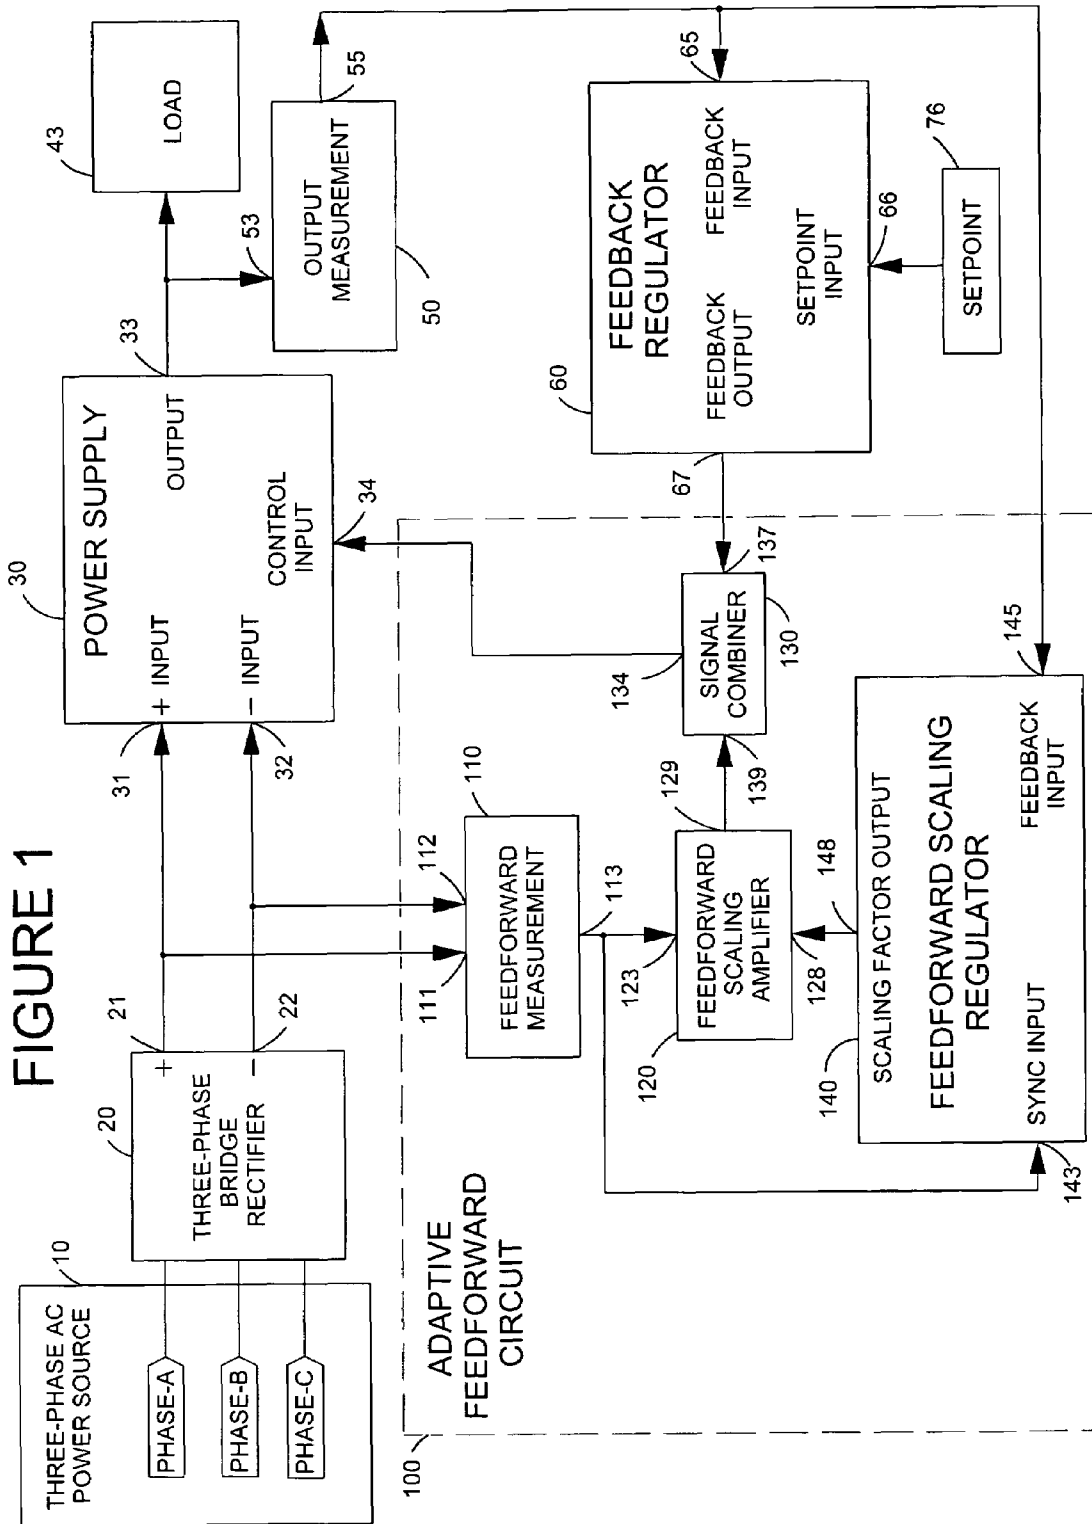 FIGURE 1
THREE-PHASE AC
POWER SOURCE
10
PHASE-A
PHASE-B
PHASE-C
20
THREE-PHASE
BRIDGE
RECTIFIER
+
−
21
22
30
POWER SUPPLY
31
+ INPUT
32
− INPUT
OUTPUT
33
CONTROL
INPUT
34
43
LOAD
53
OUTPUT
MEASUREMENT
50
55
100
ADAPTIVE
FEEDFORWARD
CIRCUIT
111
112
110
FEEDFORWARD
MEASUREMENT
113
123
120
FEEDFORWARD
SCALING
AMPLIFIER
129
128
139
134
SIGNAL
COMBINER
130
137
67
60
FEEDBACK
REGULATOR
FEEDBACK
OUTPUT
FEEDBACK
INPUT
65
SETPOINT
INPUT
66
76
SETPOINT
148
140
SCALING FACTOR OUTPUT
FEEDFORWARD SCALING
REGULATOR
SYNC INPUT
143
FEEDBACK
INPUT
145